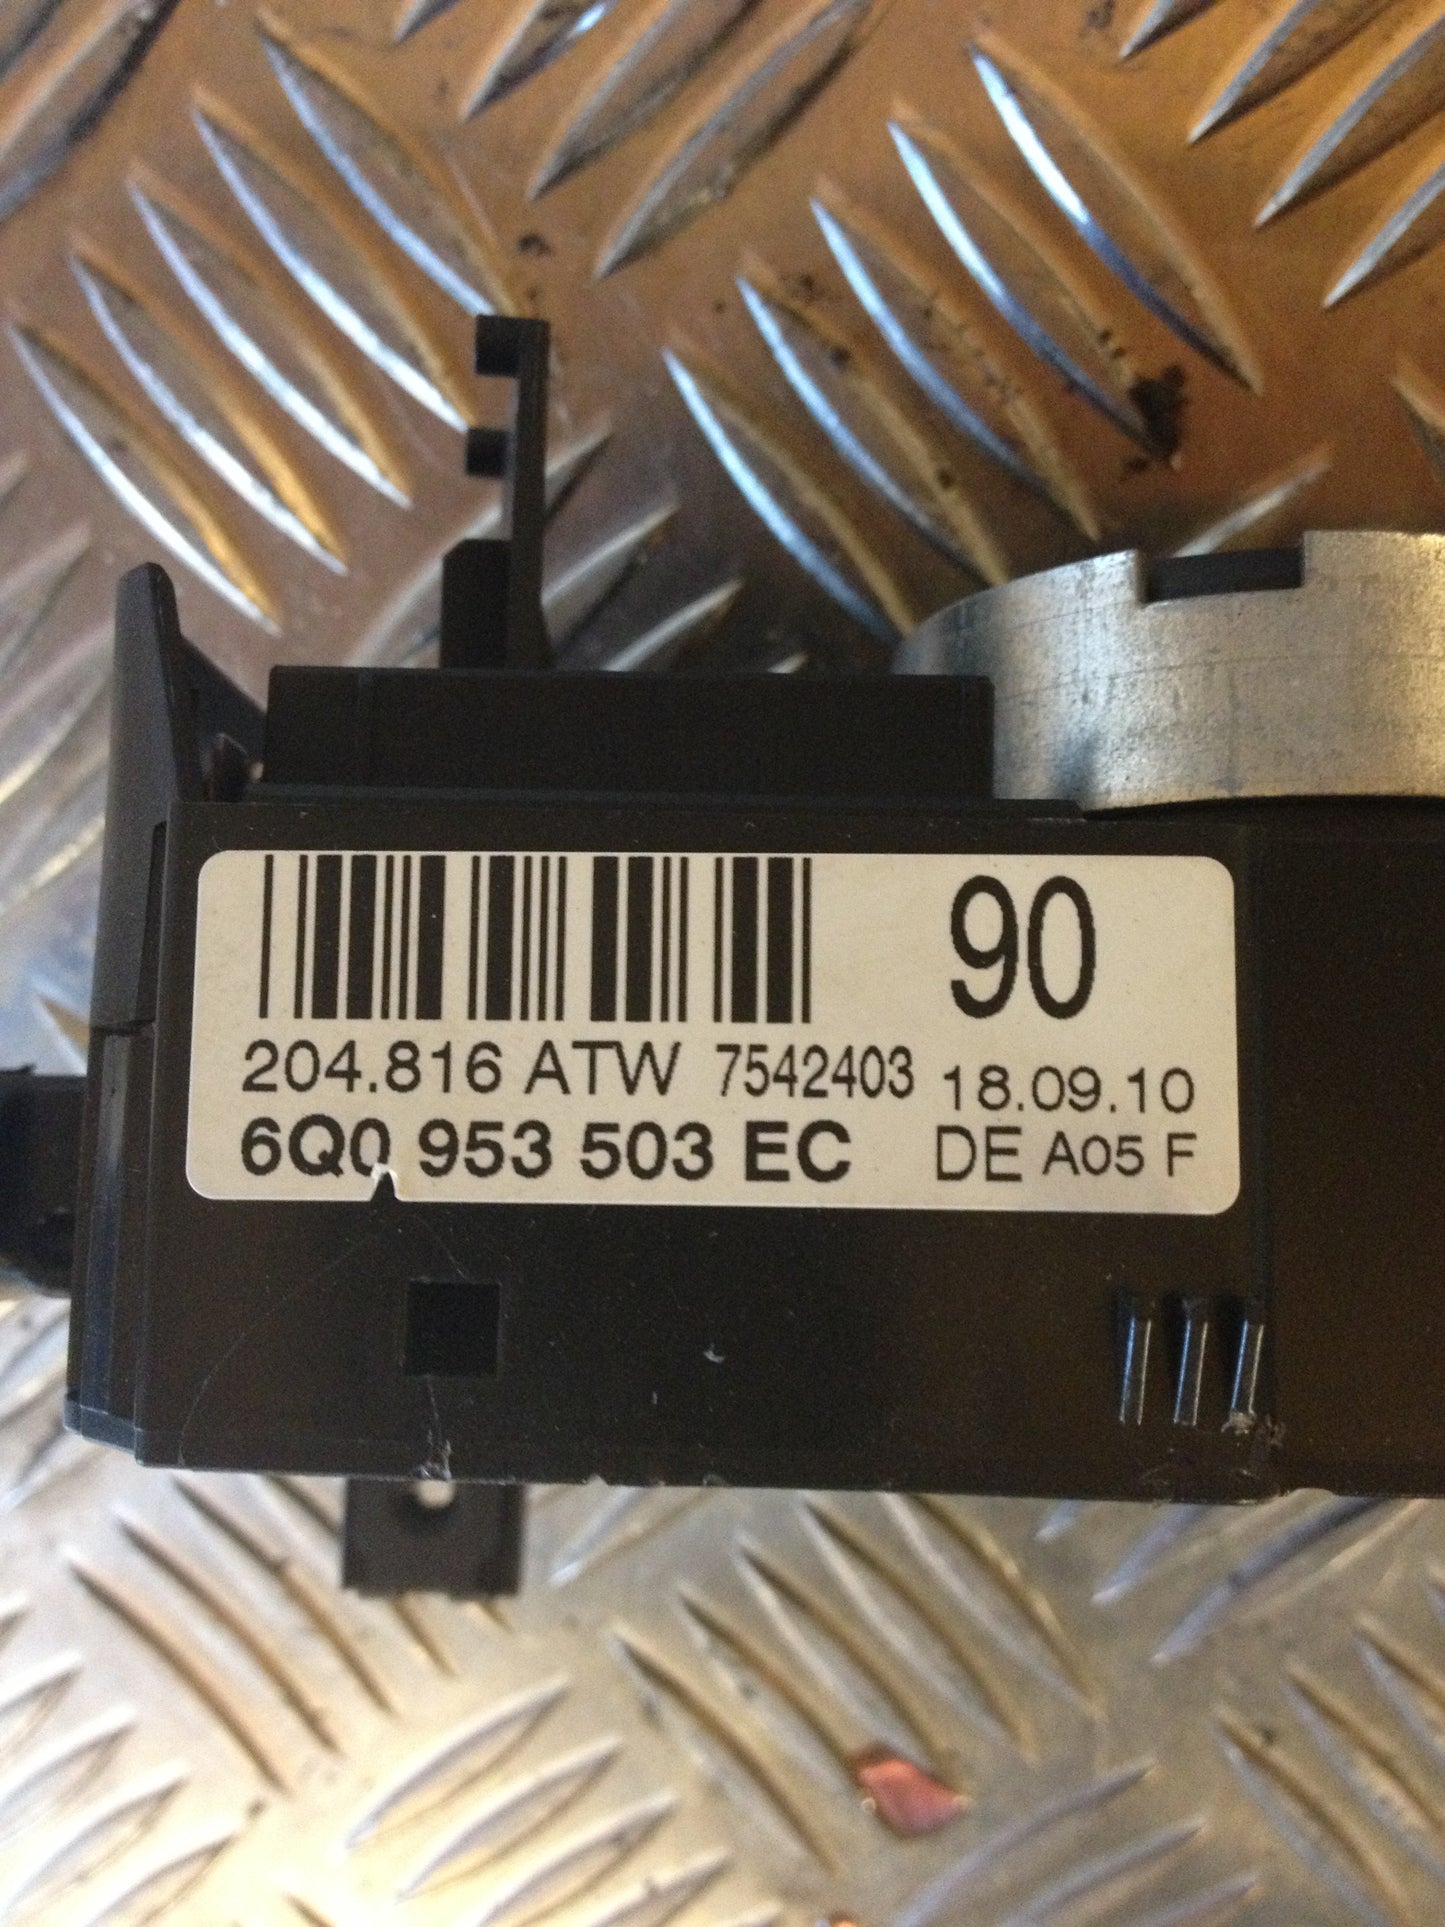 90
204.816 ATW 7542403 18.09.10
6Q0 953 503 EC DE A05 F